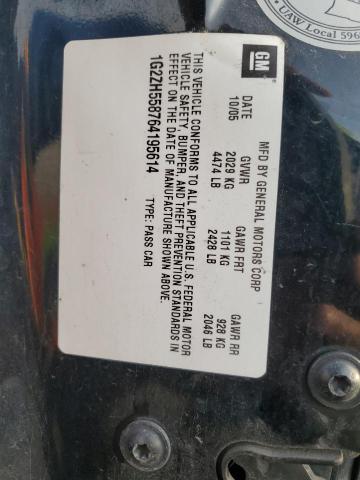 UAW Local 596
GM
MFD BY GENERAL MOTORS CORP
DATE GVWR GAWR FRT GAWR RR
10/05 2029 KG 1101 KG 928 KG
4474 LB 2428 LB 2046 LB
THIS VEHICLE CONFORMS TO ALL APPLICABLE U.S. FEDERAL MOTOR
VEHICLE SAFETY, BUMPER, AND THEFT PREVENTION STANDARDS IN
EFFECT ON THE DATE OF MANUFACTURE SHOWN ABOVE.
1G2ZH558764195614 TYPE: PASS CAR